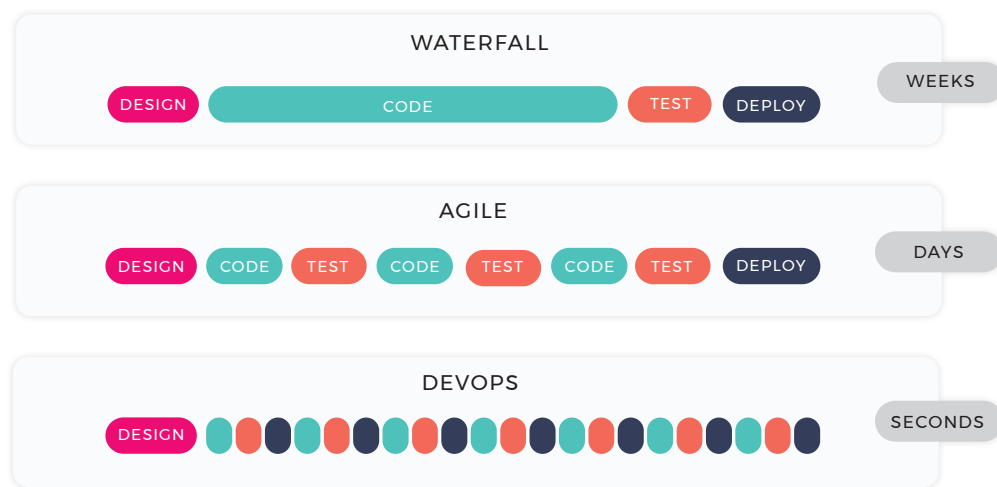 WATERFALL
WEEKS
DESIGN CODE TEST DEPLOY
AGILE
DAYS
DESIGN CODE TEST CODE TEST CODE TEST DEPLOY
DEVOPS
SECONDS
DESIGN